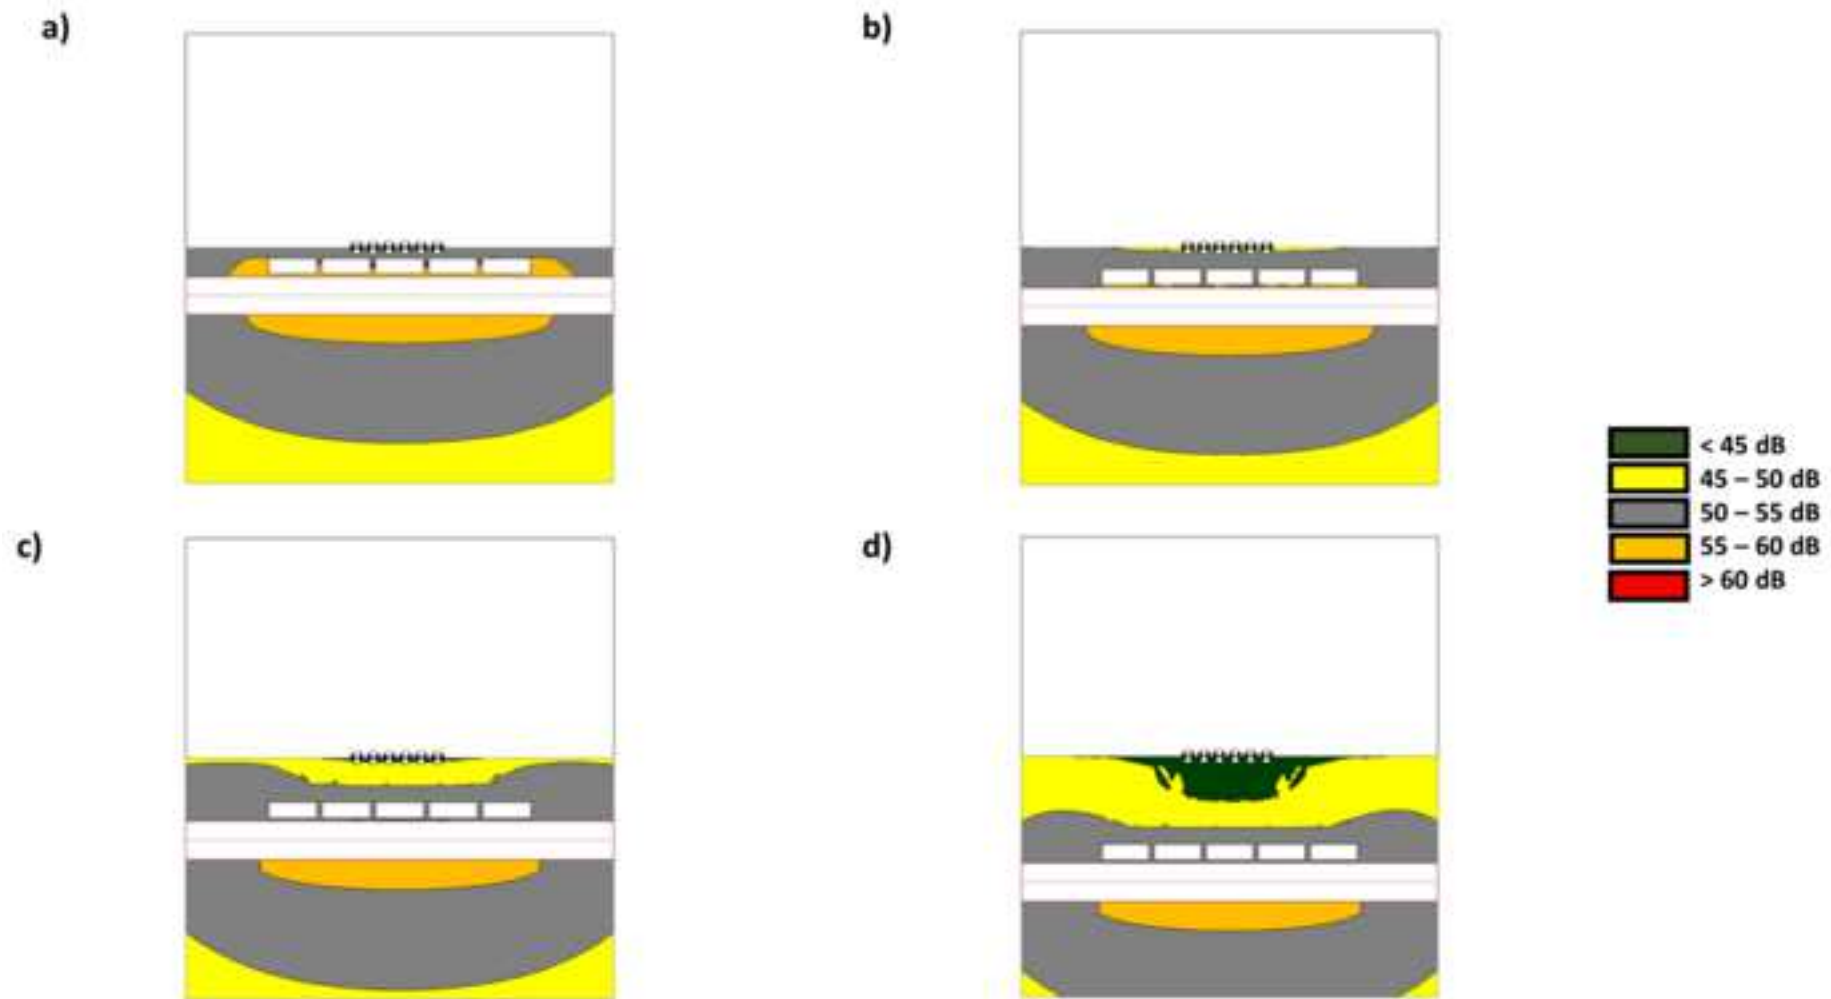 a)
b)
c)
d)
< 45 dB
45 – 50 dB
50 – 55 dB
55 – 60 dB
> 60 dB